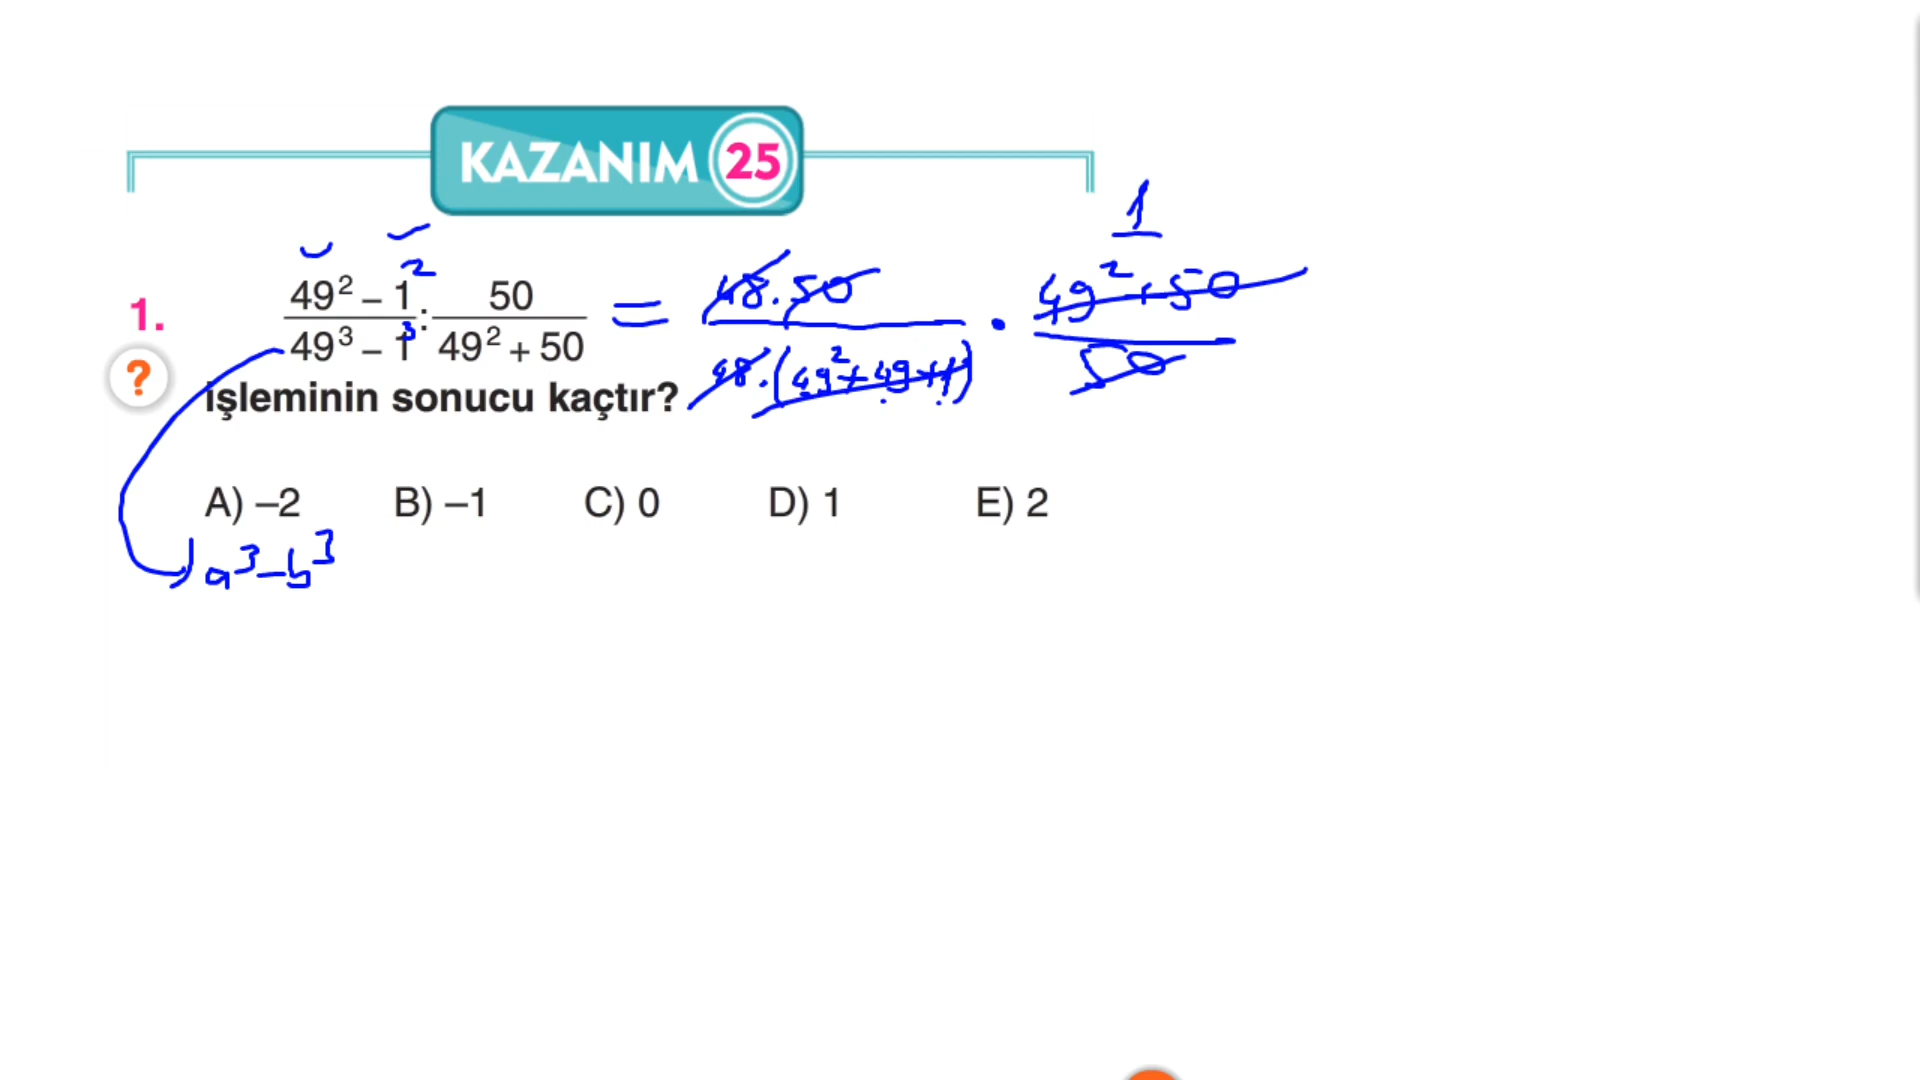 KAZANIM 25
1. 49² – 1² / 49³ – 1³ : 50 / 49² + 50 = 48.50 / 48.(49²+49+1) . 49²+50 / 50
1
?
işleminin sonucu kaçtır?
A) –2 B) –1 C) 0 D) 1 E) 2
a³–b³